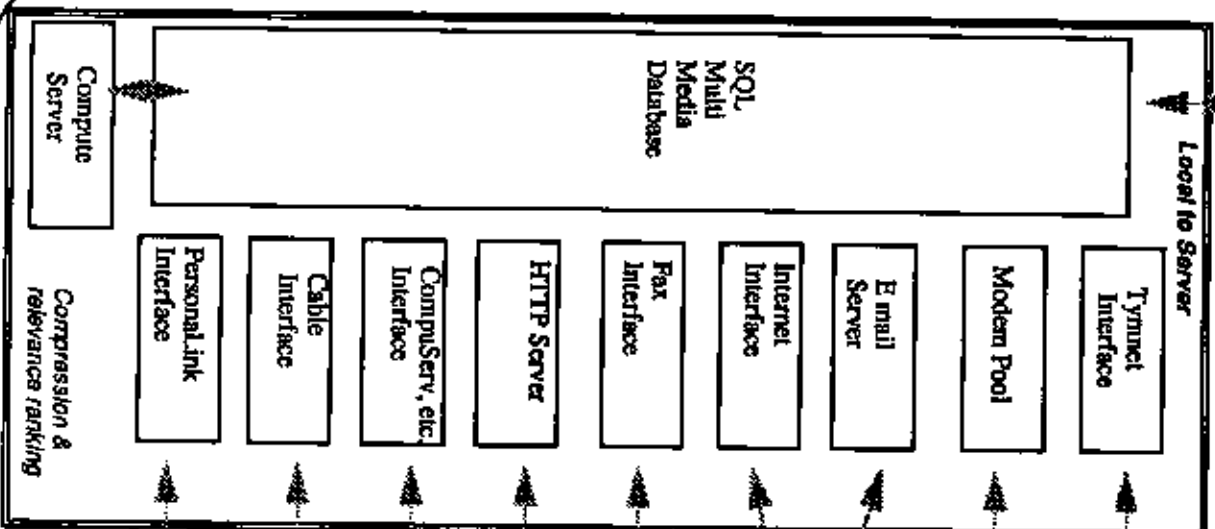 Local to Server
Tymnet
Interface
Modem Pool
E mail
Server
Internet
Interface
SQL
Multi
Media
Database
Fax
Interface
HTTP Server
CompuServ, etc.
Interface
Cable
Interface
PersonaLink
Interface
Compute
Server
Compression &
relevance ranking